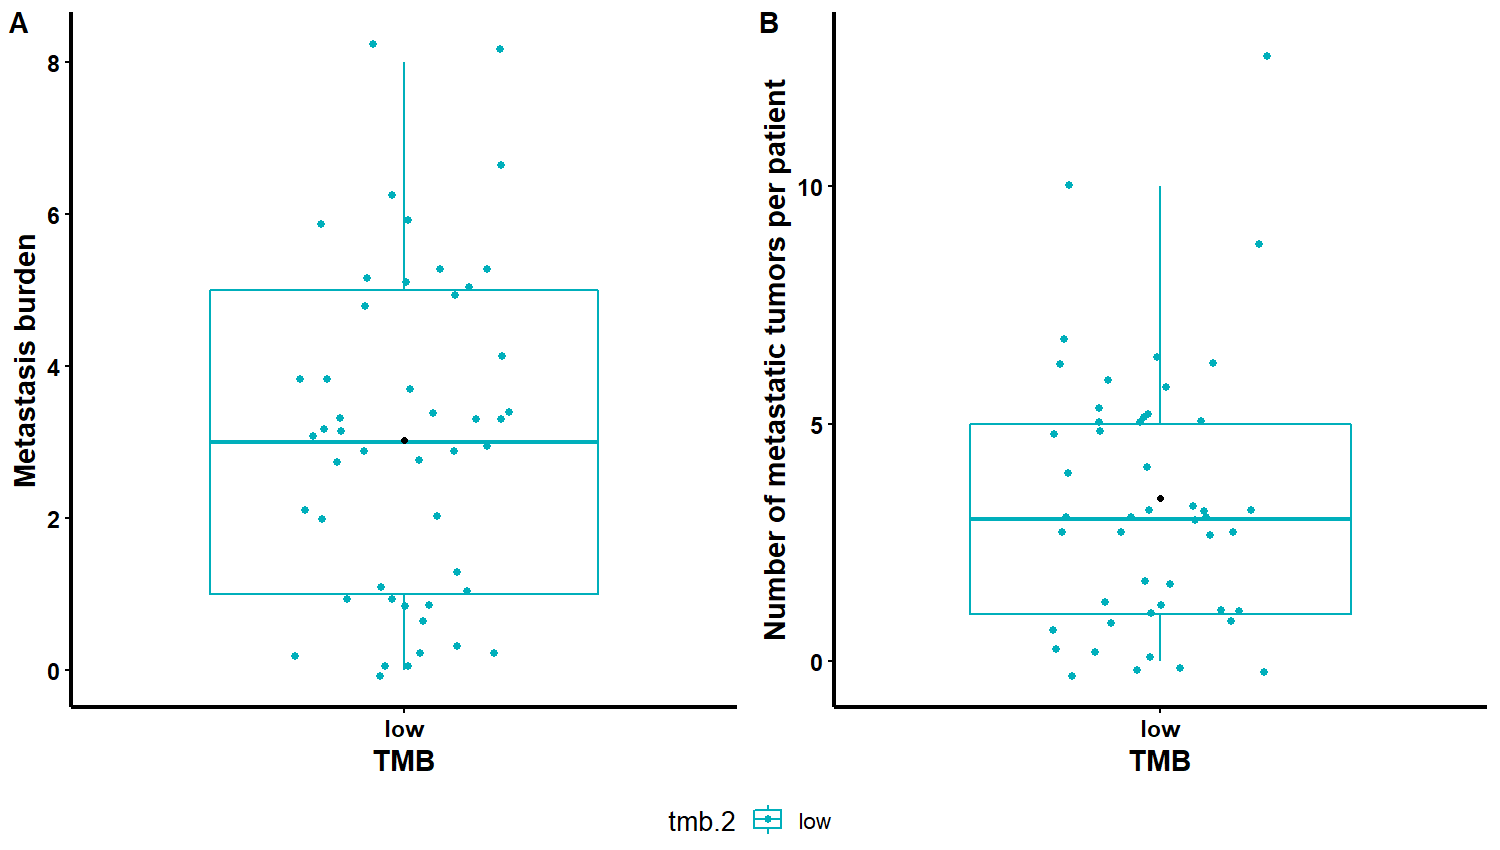 A
8
6
4
2
0
Metastasis burden
low
TMB
B
10
5
0
Number of metastatic tumors per patient
low
TMB
tmb.2 low